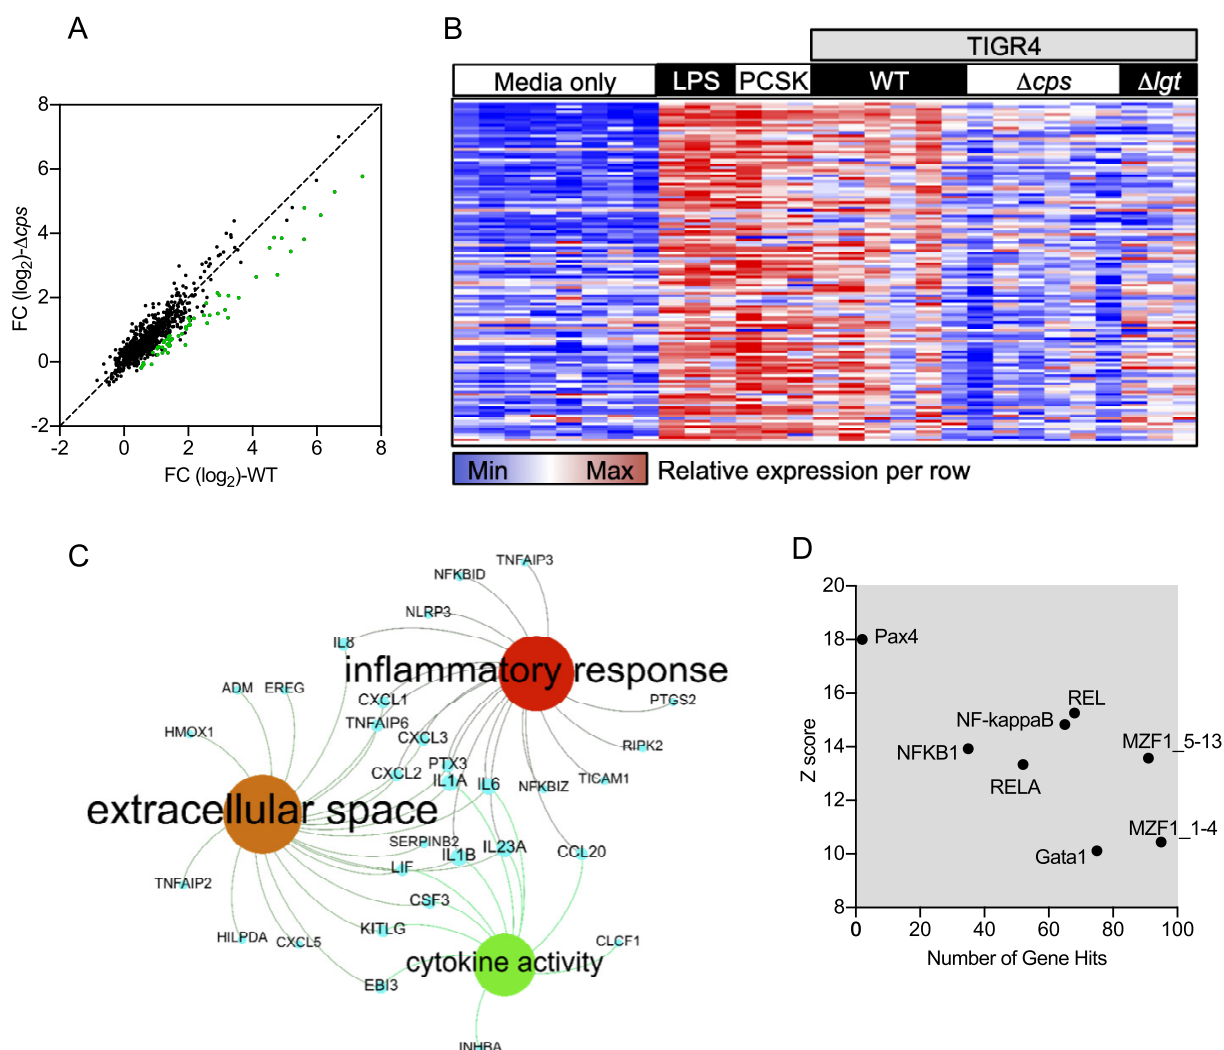 A
8
6
4
2
0
-2
-2
0
2
4
6
8
FC (log2)-Δcps
FC (log2)-WT
B
TIGR4
Media only
LPS
PCSK
WT
Δcps
Δlgt
Min
Max
Relative expression per row
C
TNFAIP3
NFKBID
NLRP3
IL8
inflammatory response
ADM
EREG
CXCL1
PTGS2
TNFAIP6
HMOX1
CXCL3
RIPK2
PTX3
CXCL2
IL1A
IL6
TICAM1
NFKBIZ
extracellular space
SERPINB2
IL1B
IL23A
CCL20
LIF
TNFAIP2
CSF3
KITLG
HILPDA
CXCL5
CLCF1
cytokine activity
EBI3
INHBA
D
20
18
16
14
12
10
8
0
20
40
60
80
100
Z score
Number of Gene Hits
Pax4
REL
NF-kappaB
NFKB1
MZF1_5-13
RELA
MZF1_1-4
Gata1